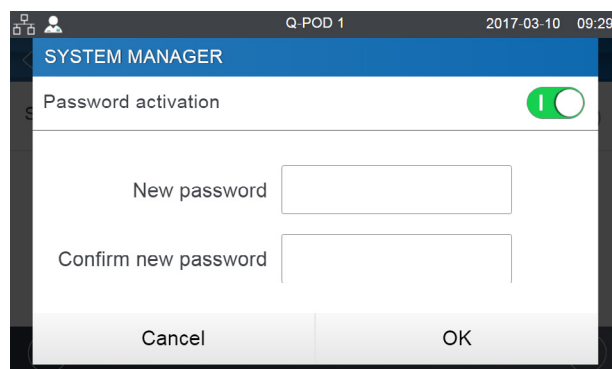 Q-POD 1 2017-03-10 09:29
SYSTEM MANAGER
Password activation
New password
Confirm new password
Cancel OK